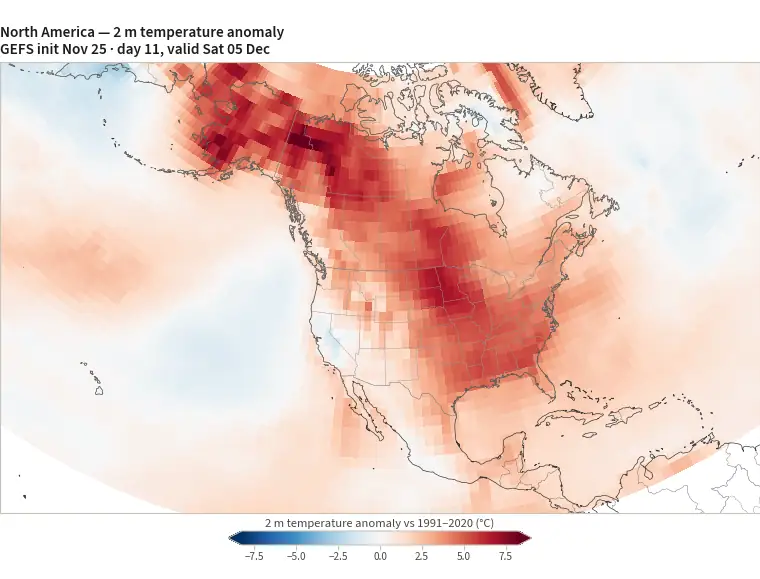 North America — 2 m temperature anomaly
GEFS init Nov 25 · day 11, valid Sat 05 Dec
2 m temperature anomaly vs 1991–2020 (°C)
−7.5 −5.0 −2.5 0.0 2.5 5.0 7.5